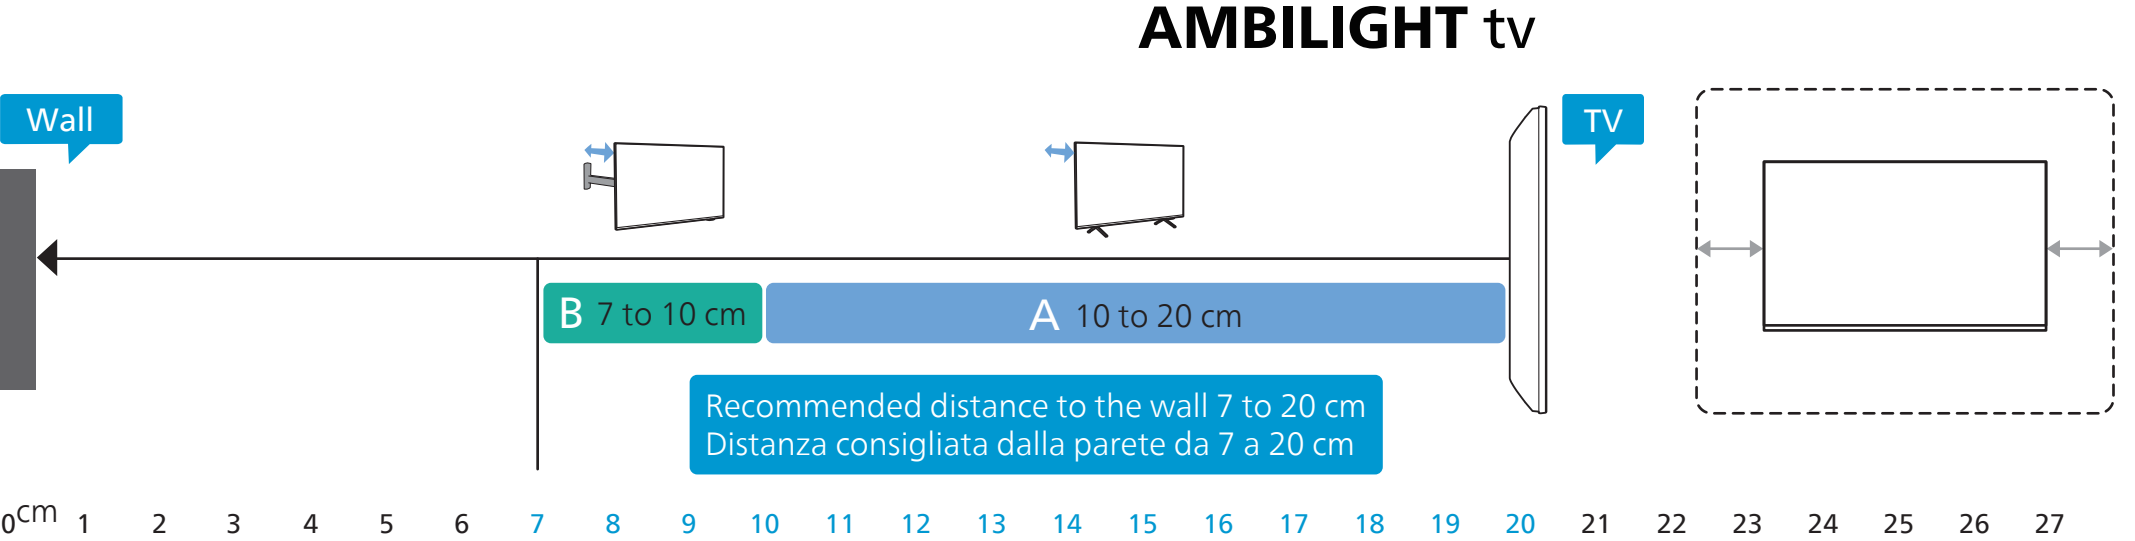 AMBILIGHT tv
Wall
TV
B 7 to 10 cm
A 10 to 20 cm
Recommended distance to the wall 7 to 20 cm
Distanza consigliata dalla parete da 7 a 20 cm
0cm 1 2 3 4 5 6 7 8 9 10 11 12 13 14 15 16 17 18 19 20 21 22 23 24 25 26 27